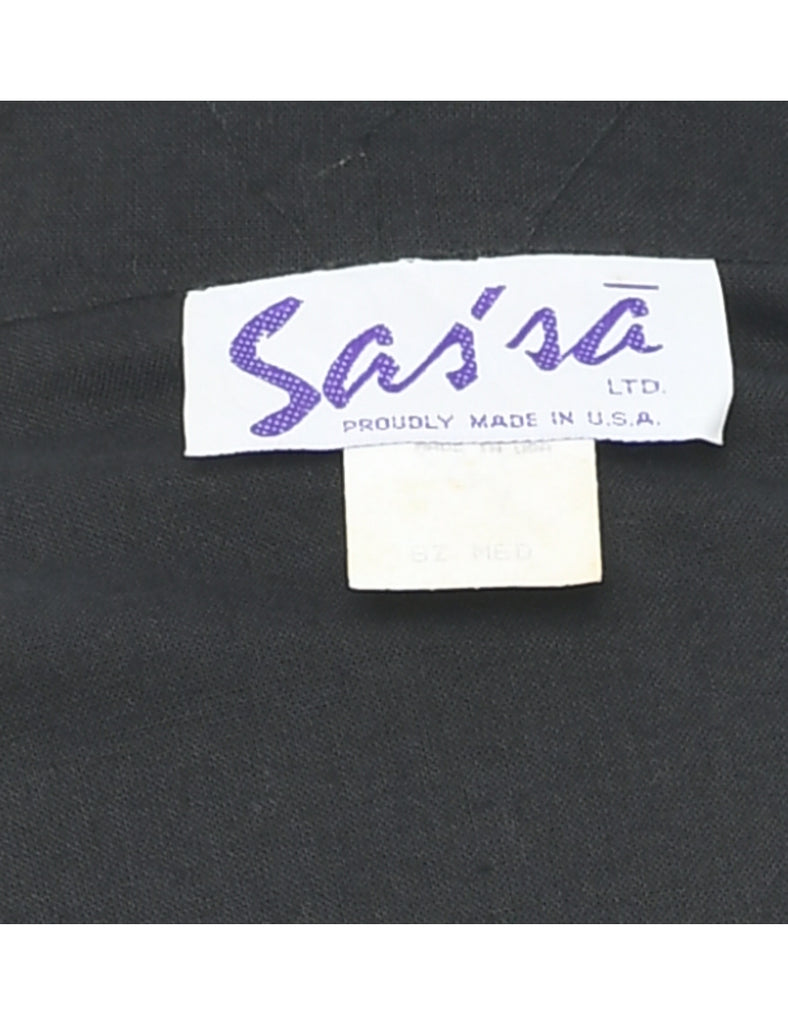 Sas'sā
LTD.
PROUDLY MADE IN U.S.A.
MADE IN USA
SZ MED